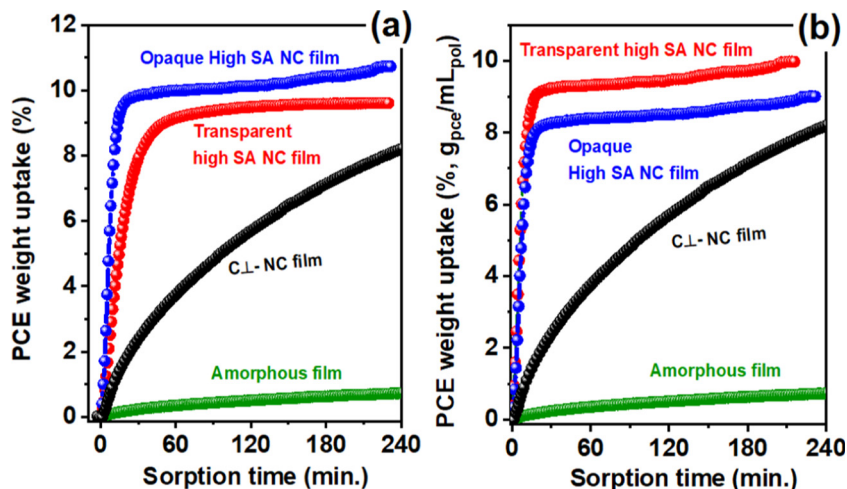 (a)
PCE weight uptake (%)
12
10
8
6
4
2
0
Opaque High SA NC film
Transparent
high SA NC film
C⊥- NC film
Amorphous film
0 60 120 180 240
Sorption time (min.)
(b)
PCE weight uptake (%, gpce/mLpol)
10
8
6
4
2
0
Transparent high SA NC film
Opaque
High SA NC film
C⊥- NC film
Amorphous film
0 60 120 180 240
Sorption time (min.)